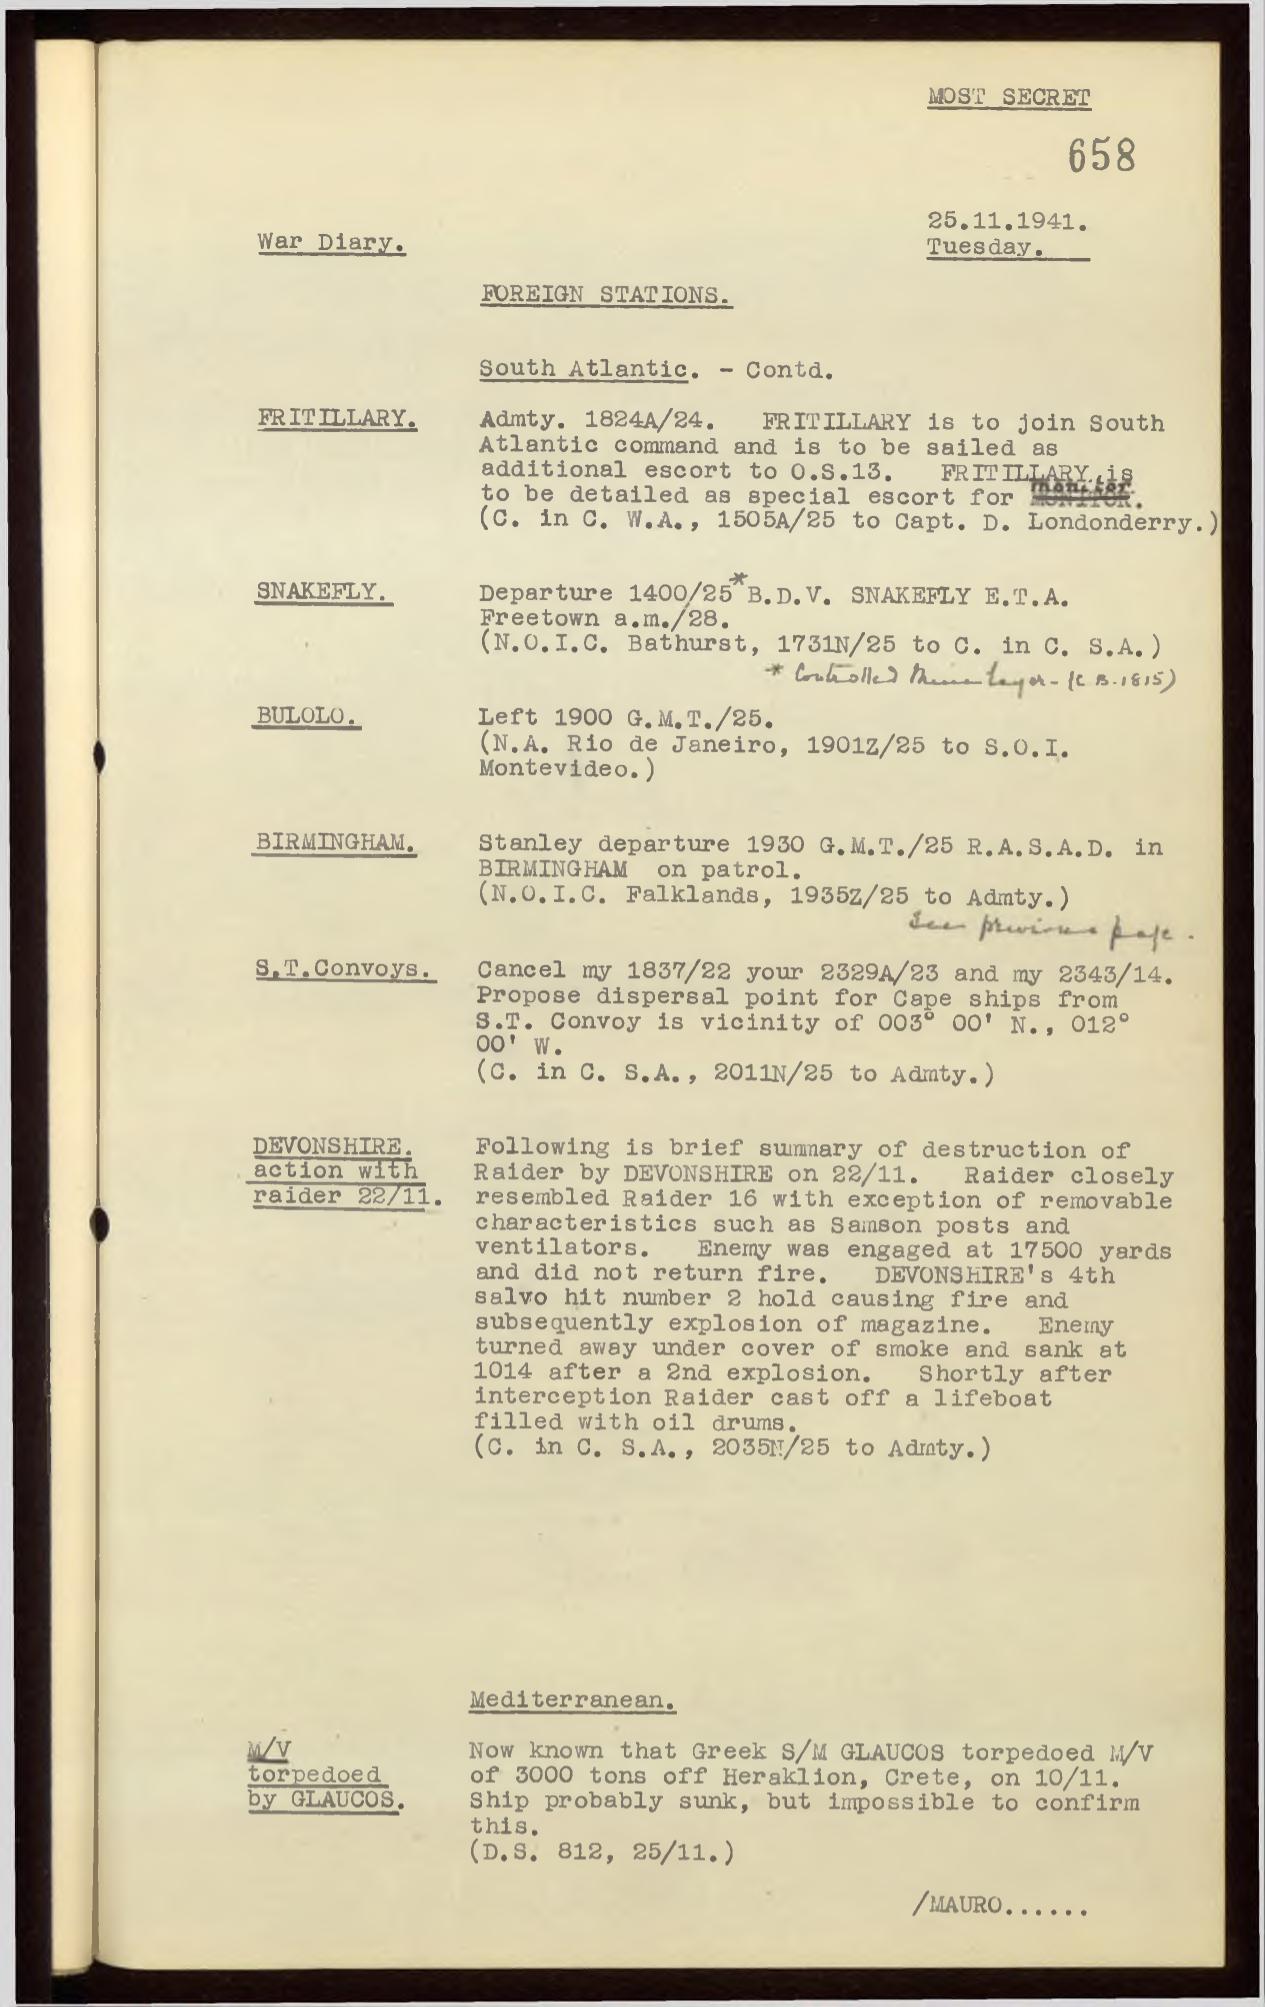 MOST SECRET
658
25.11.1941.
War Diary.
Tuesday.
FOREIGN STATIONS.
South Atlantic. - Contd.
FRITILLARY.
Admty. 1824A/24. FRITILLARY is to join South
Atlantic command and is to be sailed as
additional escort to O.S.13. FRITILLARY is
to be detailed as special escort for monitor.
(C. in C. W.A., 1505A/25 to Capt. D. Londonderry.)
SNAKEFLY.
Departure 1400/25* B.D.V. SNAKEFLY E.T.A.
Freetown a.m./28.
(N.O.I.C. Bathurst, 1731N/25 to C. in C. S.A.)
* Controlled Mine layer - (C B. 1815)
BULOLO.
Left 1900 G.M.T./25.
(N.A. Rio de Janeiro, 1901Z/25 to S.O.I.
Montevideo.)
BIRMINGHAM.
Stanley departure 1930 G.M.T./25 R.A.S.A.D. in
BIRMINGHAM on patrol.
(N.O.I.C. Falklands, 1935Z/25 to Admty.)
See previous page.
S.T.Convoys.
Cancel my 1837/22 your 2329A/23 and my 2343/14.
Propose dispersal point for Cape ships from
S.T. Convoy is vicinity of 003° 00' N., 012°
00' W.
(C. in C. S.A., 2011N/25 to Admty.)
DEVONSHIRE.
action with
raider 22/11.
Following is brief summary of destruction of
Raider by DEVONSHIRE on 22/11. Raider closely
resembled Raider 16 with exception of removable
characteristics such as Samson posts and
ventilators. Enemy was engaged at 17500 yards
and did not return fire. DEVONSHIRE's 4th
salvo hit number 2 hold causing fire and
subsequently explosion of magazine. Enemy
turned away under cover of smoke and sank at
1014 after a 2nd explosion. Shortly after
interception Raider cast off a lifeboat
filled with oil drums.
(C. in C. S.A., 2035N/25 to Admty.)
Mediterranean.
M/V
torpedoed
by GLAUCOS.
Now known that Greek S/M GLAUCOS torpedoed M/V
of 3000 tons off Heraklion, Crete, on 10/11.
Ship probably sunk, but impossible to confirm
this.
(D.S. 812, 25/11.)
/MAURO......